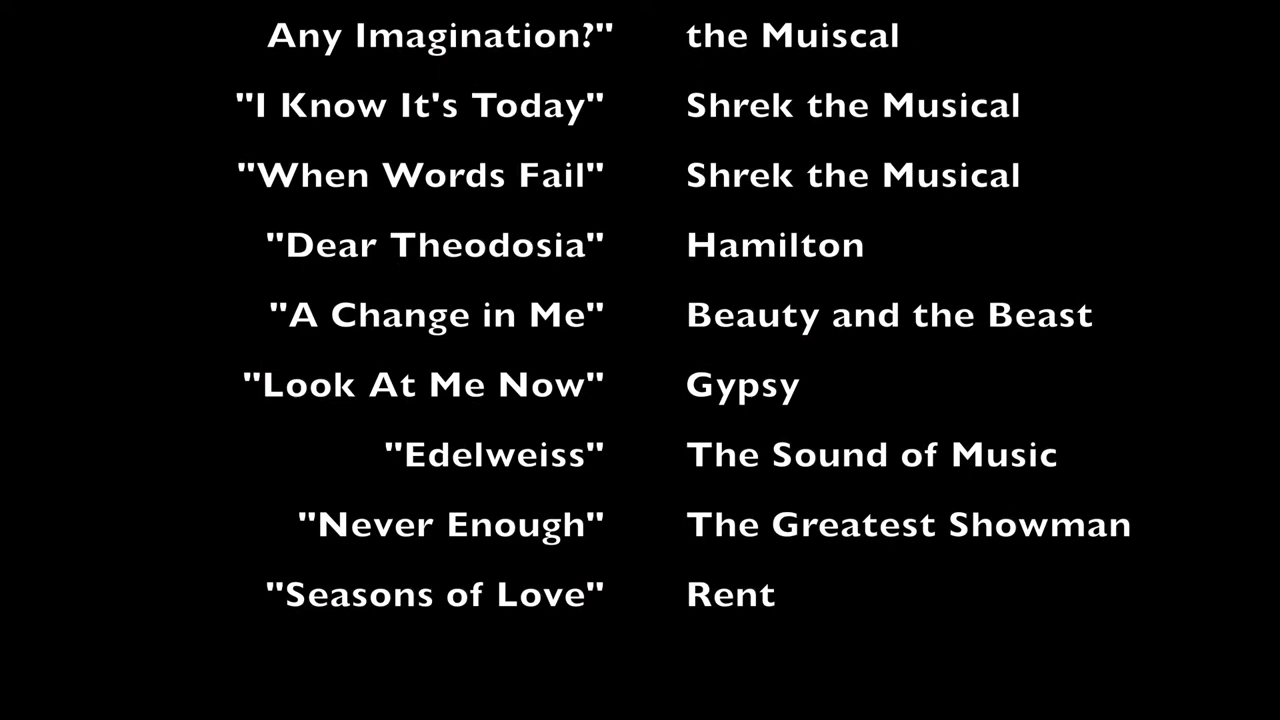 Any Imagination?" the Muiscal
"I Know It's Today" Shrek the Musical
"When Words Fail" Shrek the Musical
"Dear Theodosia" Hamilton
"A Change in Me" Beauty and the Beast
"Look At Me Now" Gypsy
"Edelweiss" The Sound of Music
"Never Enough" The Greatest Showman
"Seasons of Love" Rent